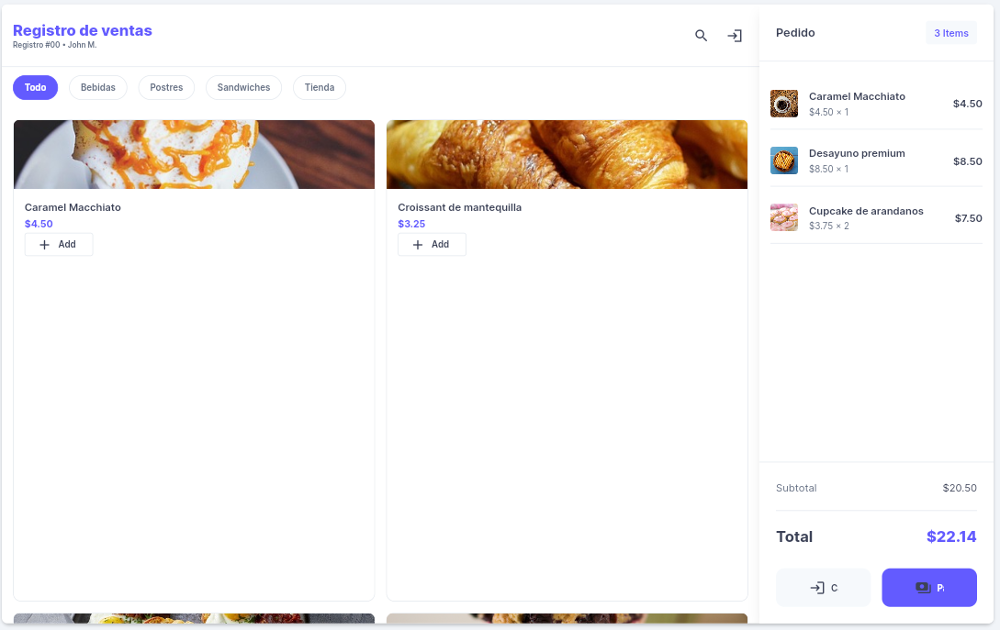 Registro de ventas
Registro #00 • John M.
Todo
Bebidas
Postres
Sandwiches
Tienda
Caramel Macchiato
$4.50
Add
Croissant de mantequilla
$3.25
Add
Pedido
3 Items
Caramel Macchiato
$4.50 × 1
$4.50
Desayuno premium
$8.50 × 1
$8.50
Cupcake de arandanos
$3.75 × 2
$7.50
Subtotal
$20.50
Total
$22.14
C